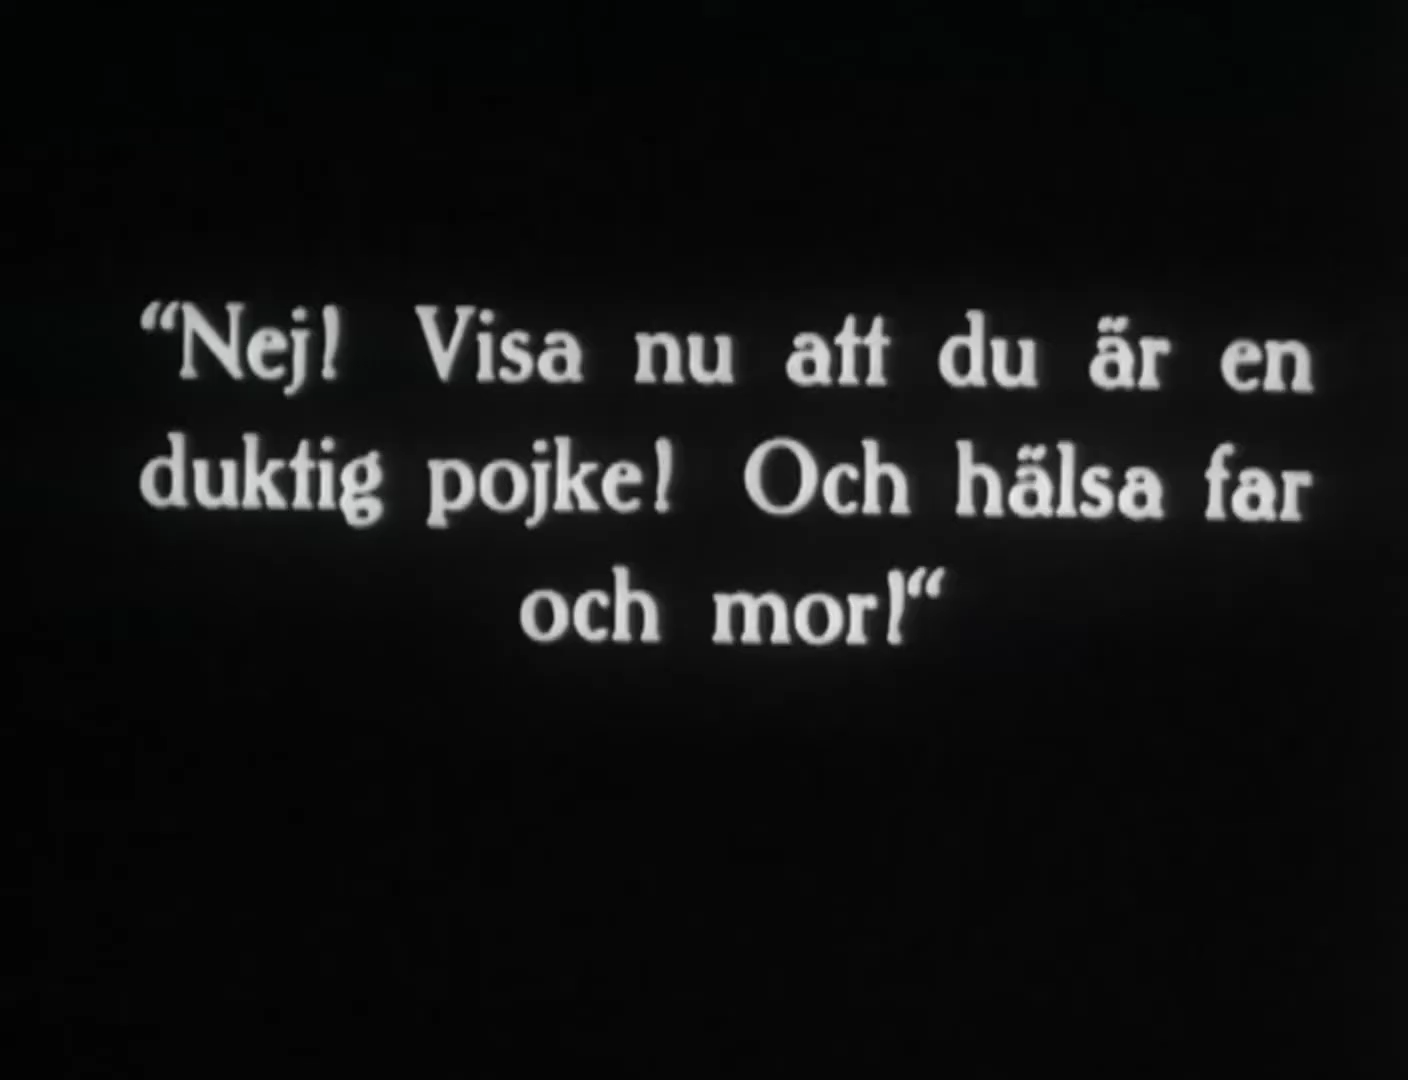 “Nej! Visa nu att du är en
duktig pojke! Och hälsa far
och mor!“